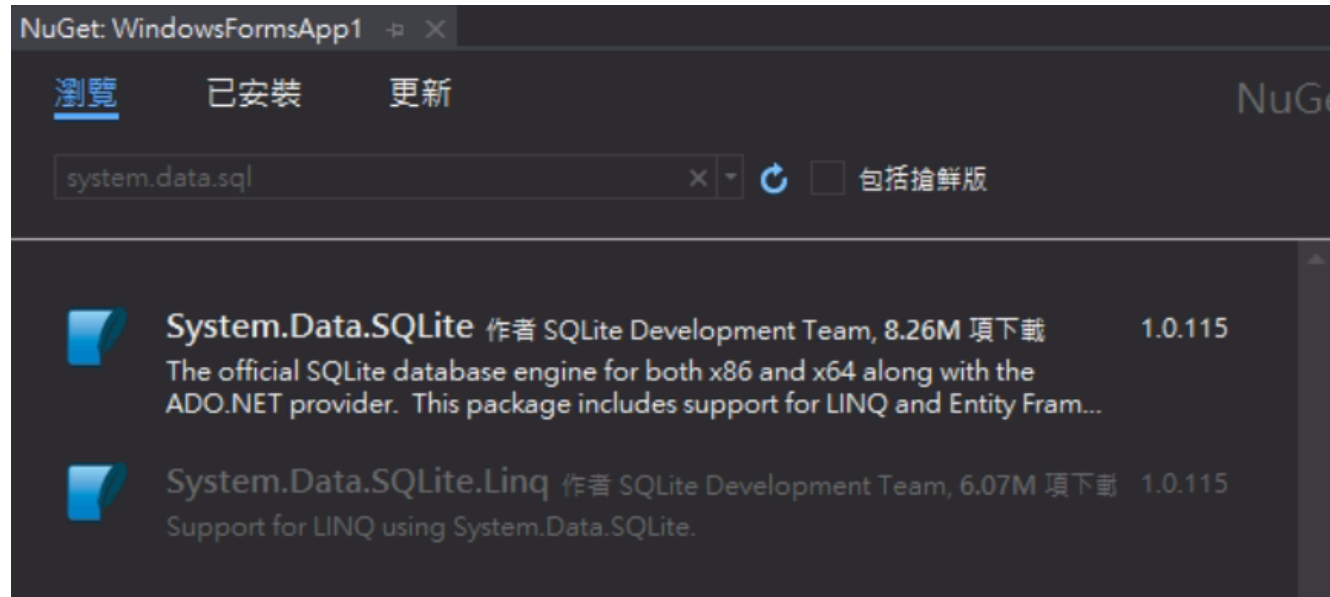 NuGet: WindowsFormsApp1
瀏覽 已安裝 更新
system.data.sql
包括搶鮮版
System.Data.SQLite 作者 SQLite Development Team, 8.26M 項下載 1.0.115
The official SQLite database engine for both x86 and x64 along with the
ADO.NET provider. This package includes support for LINQ and Entity Fram...
System.Data.SQLite.Linq 作者 SQLite Development Team, 6.07M 項下載 1.0.115
Support for LINQ using System.Data.SQLite.